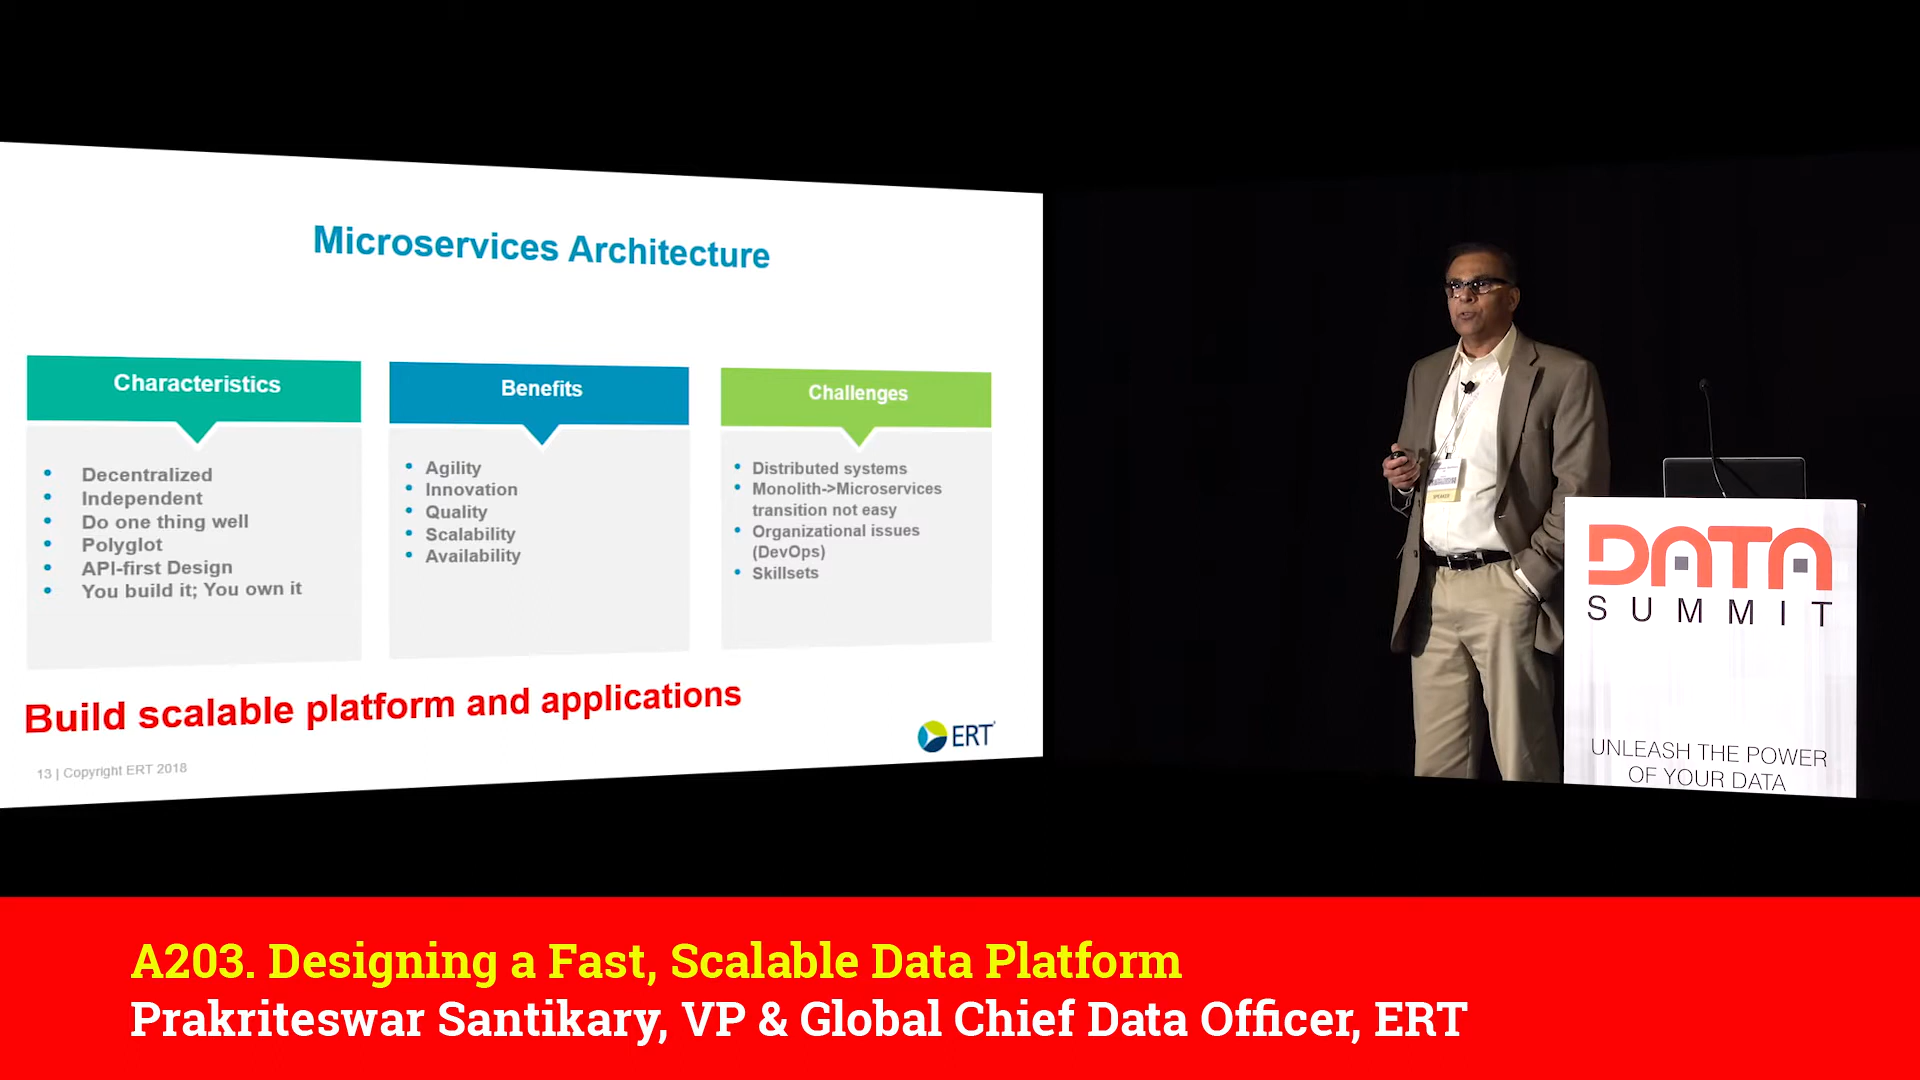 Microservices Architecture
Characteristics
Decentralized
Independent
Do one thing well
Polyglot
API-first Design
You build it; You own it
Benefits
Agility
Innovation
Quality
Scalability
Availability
Challenges
Distributed systems
Monolith->Microservices
transition not easy
Organizational issues
(DevOps)
Skillsets
Build scalable platform and applications
ERT
13 | Copyright ERT 2018
SPEAKER
DATA
SUMMIT
UNLEASH THE POWER
OF YOUR DATA
A203. Designing a Fast, Scalable Data Platform
Prakriteswar Santikary, VP & Global Chief Data Officer, ERT